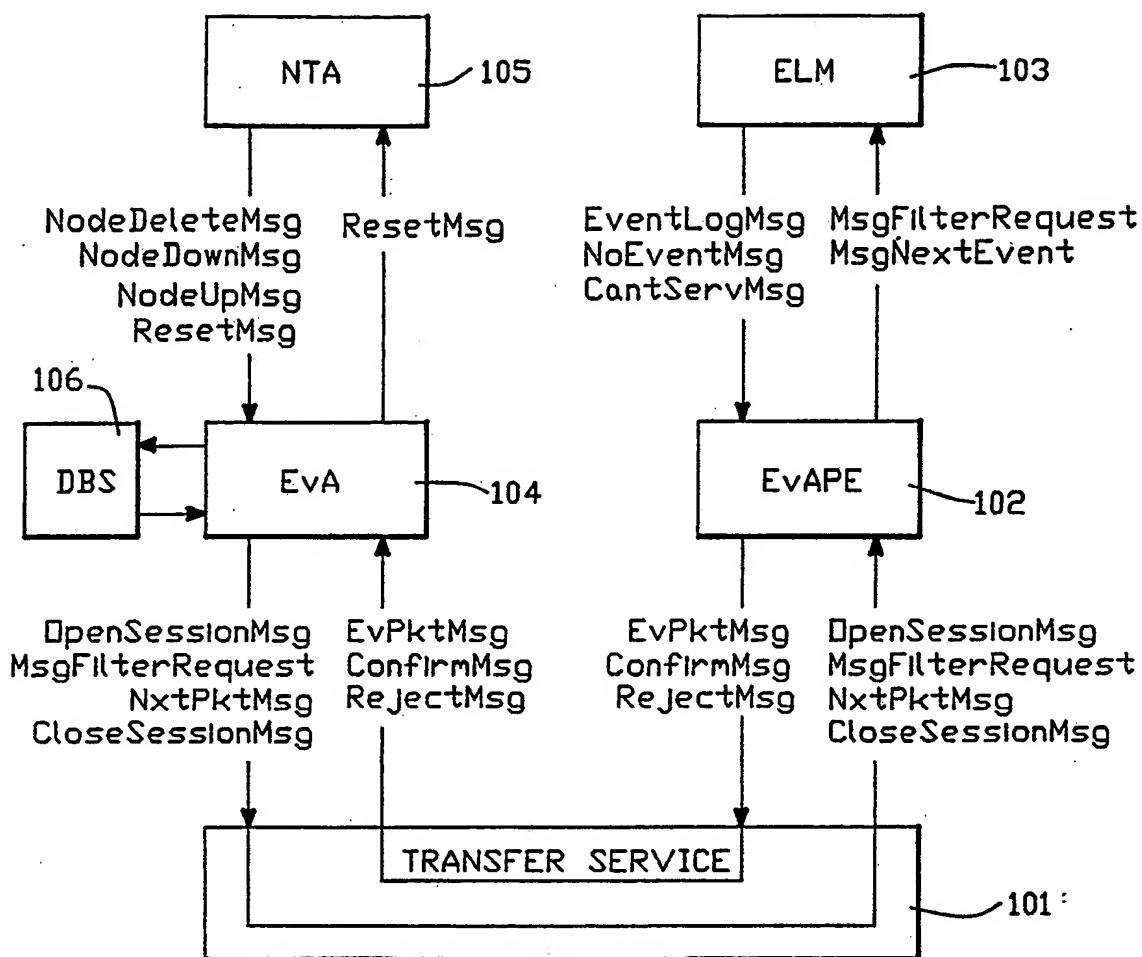 NTA
105
ELM
103
NodeDeleteMsg
NodeDownMsg
NodeUpMsg
ResetMsg
ResetMsg
EventLogMsg
NoEventMsg
CantServMsg
MsgFilterRequest
MsgNextEvent
106
DBS
EvA
104
EvAPE
102
OpenSessionMsg
MsgFilterRequest
NxtPktMsg
CloseSessionMsg
EvPktMsg
ConfirmMsg
RejectMsg
EvPktMsg
ConfirmMsg
RejectMsg
OpenSessionMsg
MsgFilterRequest
NxtPktMsg
CloseSessionMsg
TRANSFER SERVICE
101